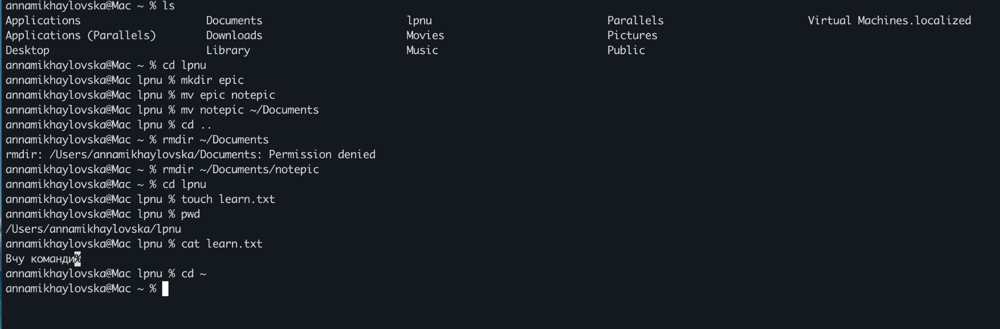 annamikhaylovska@Mac ~ % ls
Applications Documents lpnu Parallels Virtual Machines.localized
Applications (Parallels) Downloads Movies Pictures
Desktop Library Music Public
annamikhaylovska@Mac ~ % cd lpnu
annamikhaylovska@Mac lpnu % mkdir epic
annamikhaylovska@Mac lpnu % mv epic notepic
annamikhaylovska@Mac lpnu % mv notepic ~/Documents
annamikhaylovska@Mac lpnu % cd ..
annamikhaylovska@Mac ~ % rmdir ~/Documents
rmdir: /Users/annamikhaylovska/Documents: Permission denied
annamikhaylovska@Mac ~ % rmdir ~/Documents/notepic
annamikhaylovska@Mac ~ % cd lpnu
annamikhaylovska@Mac lpnu % touch learn.txt
annamikhaylovska@Mac lpnu % pwd
/Users/annamikhaylovska/lpnu
annamikhaylovska@Mac lpnu % cat learn.txt
Вчу команди%
annamikhaylovska@Mac lpnu % cd ~
annamikhaylovska@Mac ~ %